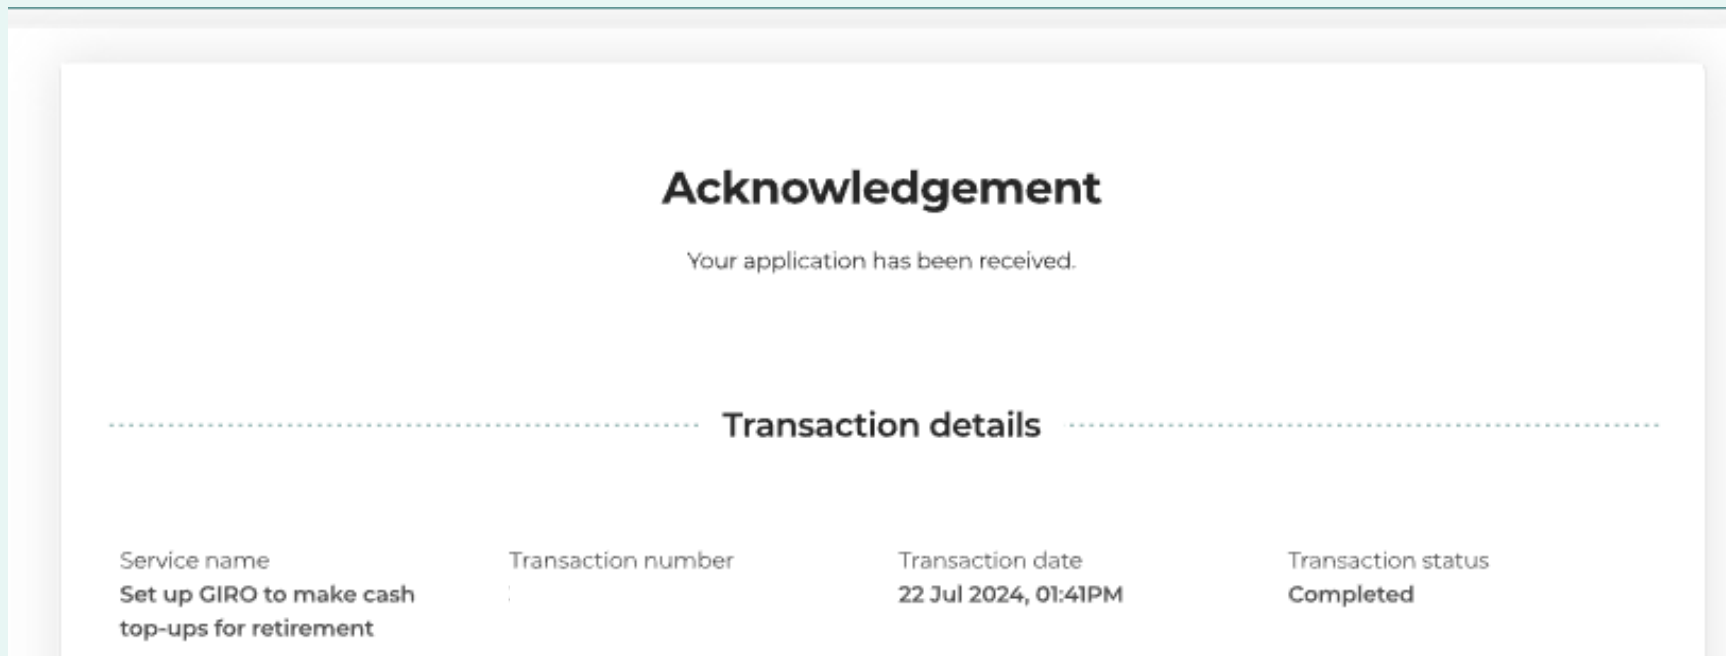 Acknowledgement
Your application has been received.
Transaction details
Service name
Set up GIRO to make cash
top-ups for retirement
Transaction number
Transaction date
22 Jul 2024, 01:41PM
Transaction status
Completed